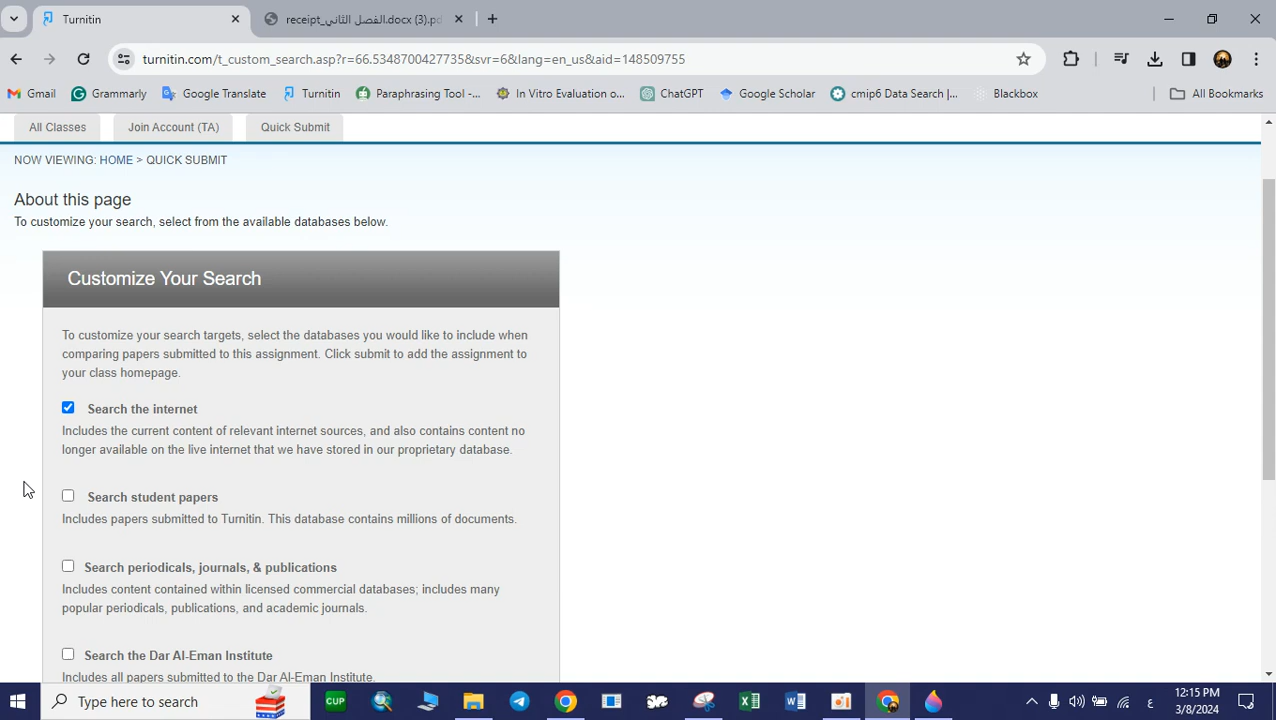 Turnitin
receipt_الفصل الثاني.docx (3).pd
turnitin.com/t_custom_search.asp?r=66.5348700427735&svr=6&lang=en_us&aid=148509755
Gmail Grammarly Google Translate Turnitin Paraphrasing Tool -... In Vitro Evaluation o... ChatGPT Google Scholar cmip6 Data Search |... Blackbox All Bookmarks
All Classes Join Account (TA) Quick Submit
NOW VIEWING: HOME > QUICK SUBMIT
About this page
To customize your search, select from the available databases below.
Customize Your Search
To customize your search targets, select the databases you would like to include when
comparing papers submitted to this assignment. Click submit to add the assignment to
your class homepage.
Search the internet
Includes the current content of relevant internet sources, and also contains content no
longer available on the live internet that we have stored in our proprietary database.
Search student papers
Includes papers submitted to Turnitin. This database contains millions of documents.
Search periodicals, journals, & publications
Includes content contained within licensed commercial databases; includes many
popular periodicals, publications, and academic journals.
Search the Dar Al-Eman Institute
Includes all papers submitted to the Dar Al-Eman Institute.
Type here to search
CUP
ع
12:15 PM
3/8/2024